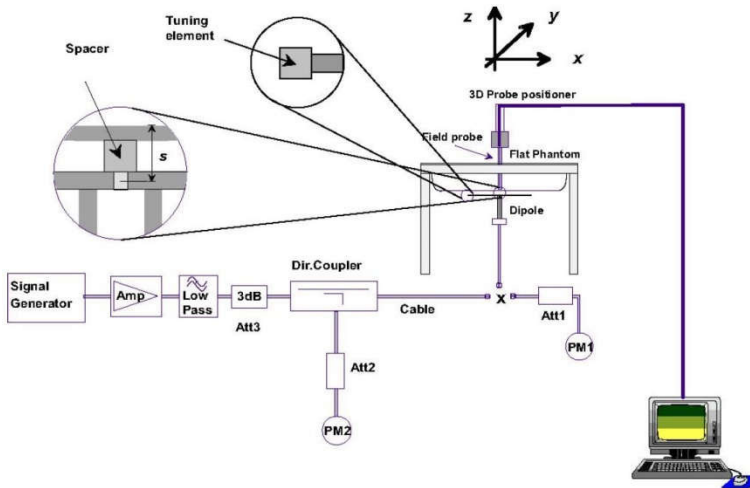 z
y
x
Tuning
element
Spacer
s
3D Probe positioner
Field probe
Flat Phantom
Dipole
Signal
Generator
Amp
Low
Pass
3dB
Att3
Dir.Coupler
Cable
X
Att1
PM1
Att2
PM2